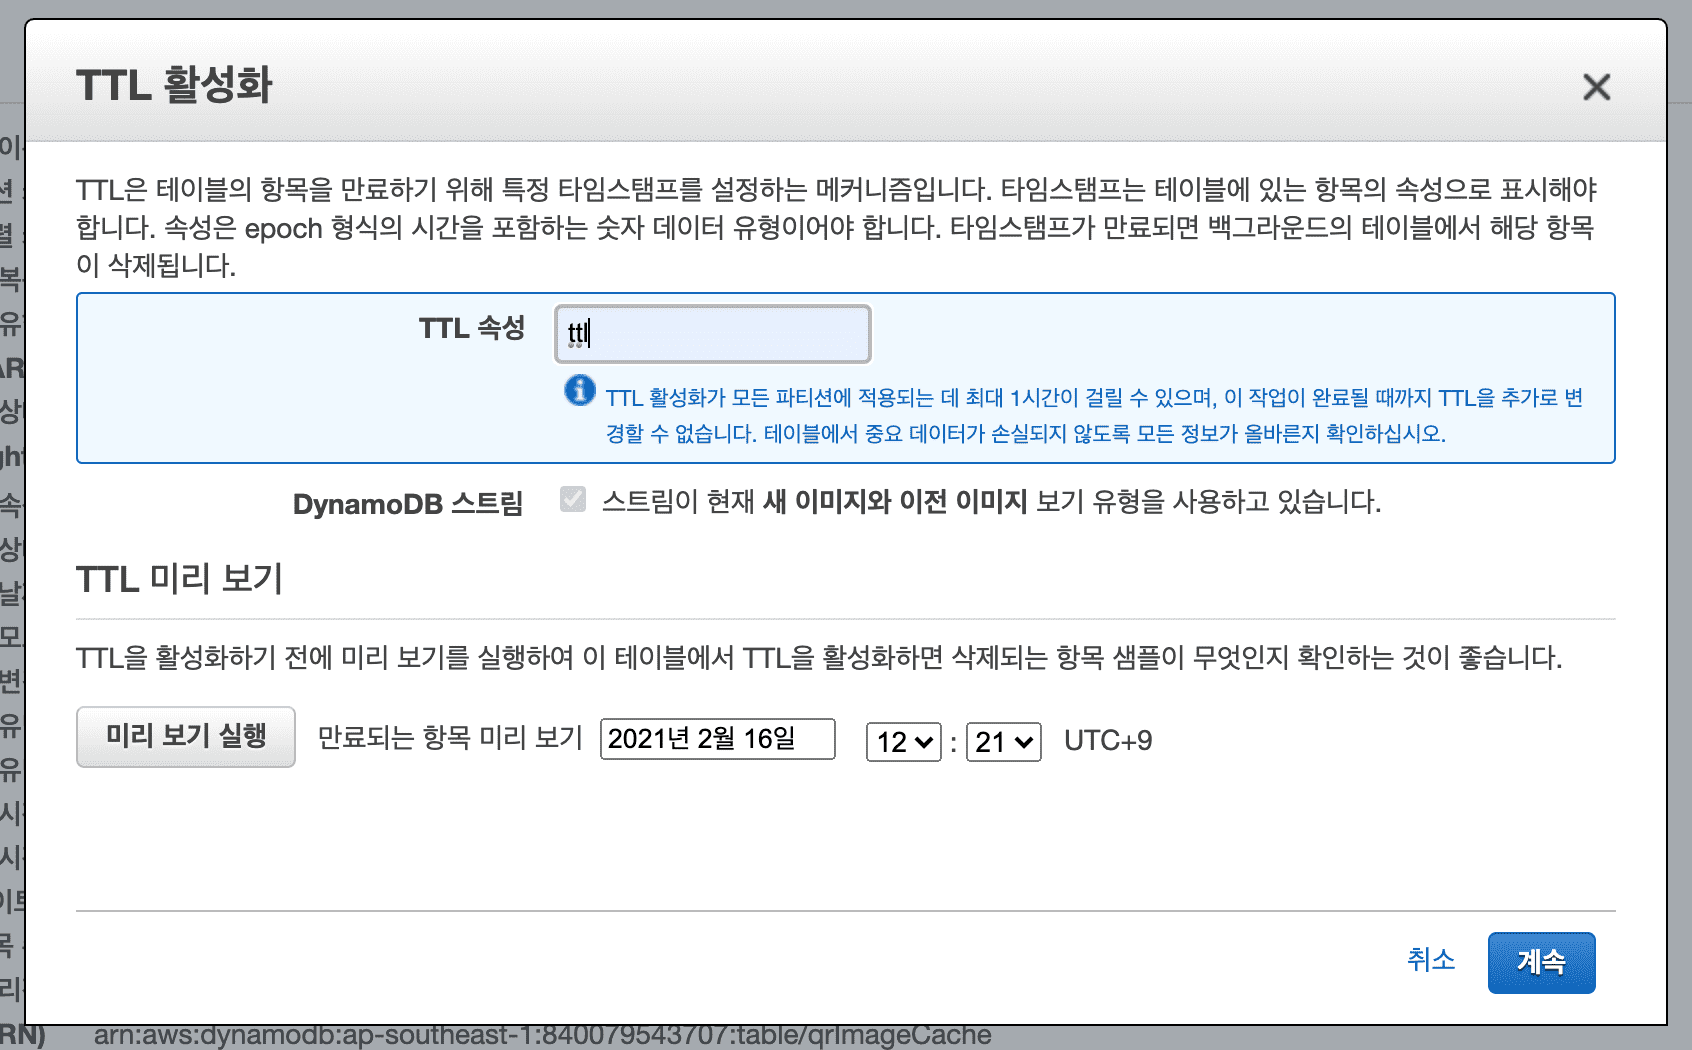 TTL 활성화
TTL은 테이블의 항목을 만료하기 위해 특정 타임스탬프를 설정하는 메커니즘입니다. 타임스탬프는 테이블에 있는 항목의 속성으로 표시해야
합니다. 속성은 epoch 형식의 시간을 포함하는 숫자 데이터 유형이어야 합니다. 타임스탬프가 만료되면 백그라운드의 테이블에서 해당 항목
이 삭제됩니다.
TTL 속성 ttl
TTL 활성화가 모든 파티션에 적용되는 데 최대 1시간이 걸릴 수 있으며, 이 작업이 완료될 때까지 TTL을 추가로 변
경할 수 없습니다. 테이블에서 중요 데이터가 손실되지 않도록 모든 정보가 올바른지 확인하십시오.
DynamoDB 스트림 스트림이 현재 새 이미지와 이전 이미지 보기 유형을 사용하고 있습니다.
TTL 미리 보기
TTL을 활성화하기 전에 미리 보기를 실행하여 이 테이블에서 TTL을 활성화하면 삭제되는 항목 샘플이 무엇인지 확인하는 것이 좋습니다.
미리 보기 실행 만료되는 항목 미리 보기 2021년 2월 16일 12 : 21 UTC+9
취소 계속
RN) arn:aws:dynamodb:ap-southeast-1:840079543707:table/qrImageCache